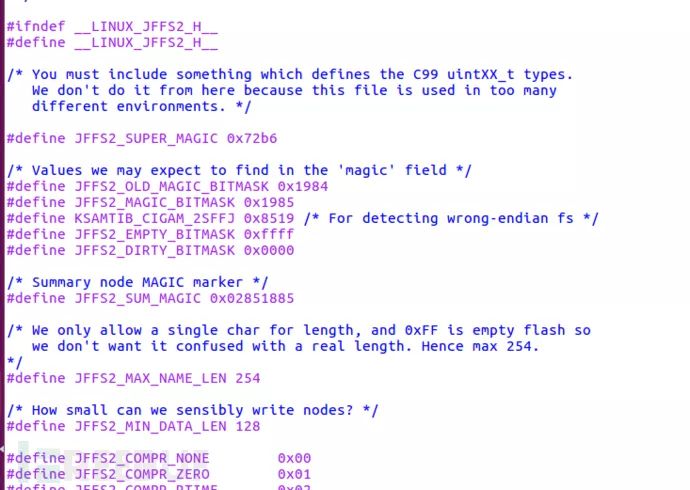 #ifndef __LINUX_JFFS2_H__
#define __LINUX_JFFS2_H__
/* You must include something which defines the C99 uintXX_t types.
We don't do it from here because this file is used in too many
different environments. */
#define JFFS2_SUPER_MAGIC 0x72b6
/* Values we may expect to find in the 'magic' field */
#define JFFS2_OLD_MAGIC_BITMASK 0x1984
#define JFFS2_MAGIC_BITMASK 0x1985
#define KSAMTIB_CIGAM_2SFFJ 0x8519 /* For detecting wrong-endian fs */
#define JFFS2_EMPTY_BITMASK 0xffff
#define JFFS2_DIRTY_BITMASK 0x0000
/* Summary node MAGIC marker */
#define JFFS2_SUM_MAGIC 0x02851885
/* We only allow a single char for length, and 0xFF is empty flash so
we don't want it confused with a real length. Hence max 254.
*/
#define JFFS2_MAX_NAME_LEN 254
/* How small can we sensibly write nodes? */
#define JFFS2_MIN_DATA_LEN 128
#define JFFS2_COMPR_NONE 0x00
#define JFFS2_COMPR_ZERO 0x01
#define JFFS2_COMPR_RTIME 0x02